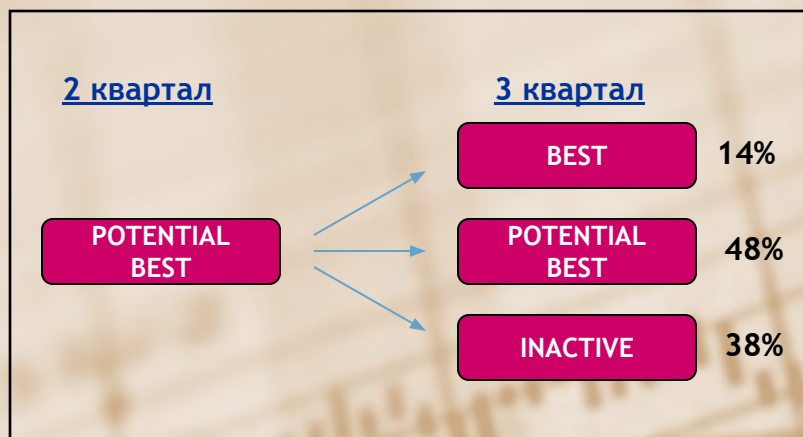 2 квартал
3 квартал
BEST
14%
POTENTIAL
BEST
POTENTIAL
BEST
48%
INACTIVE
38%